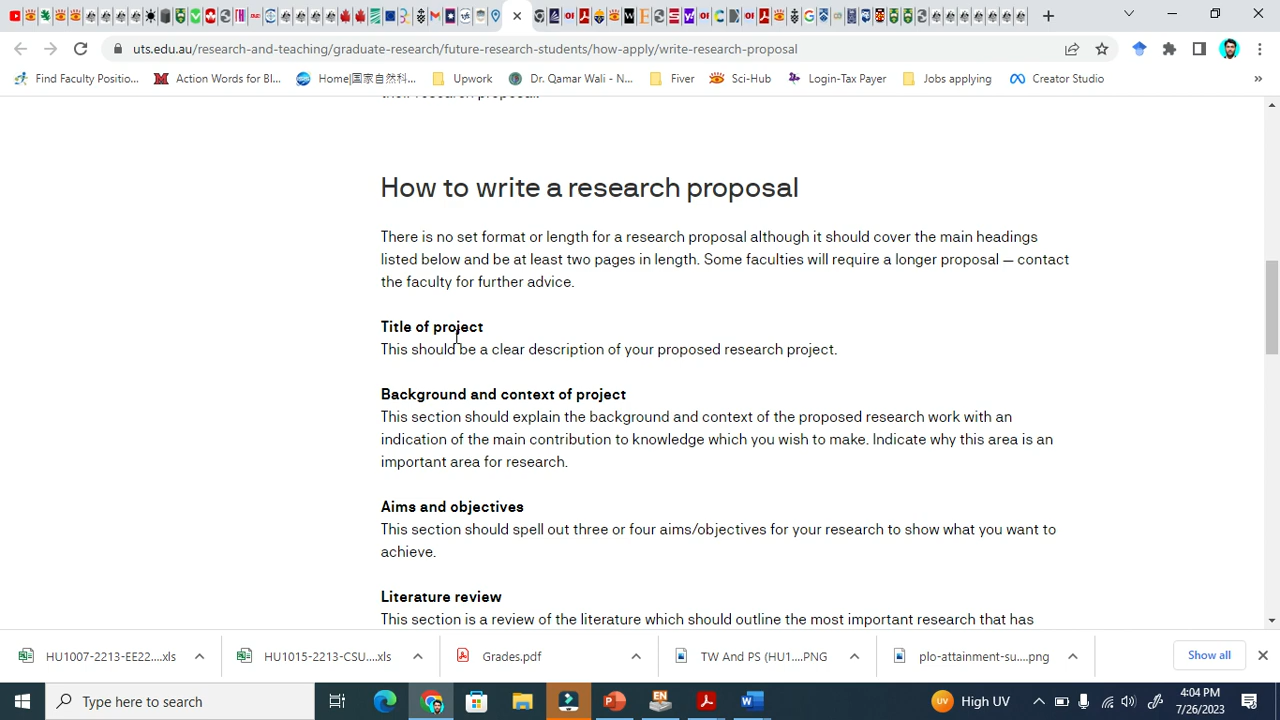 uts.edu.au/research-and-teaching/graduate-research/future-research-students/how-apply/write-research-proposal
Find Faculty Positio...
Action Words for Bl...
Home|国家自然科...
Upwork
Dr. Qamar Wali - N...
Fiver
Sci-Hub
Login-Tax Payer
Jobs applying
Creator Studio
»
their research proposal.
How to write a research proposal
There is no set format or length for a research proposal although it should cover the main headings
listed below and be at least two pages in length. Some faculties will require a longer proposal — contact
the faculty for further advice.
Title of project
This should be a clear description of your proposed research project.
Background and context of project
This section should explain the background and context of the proposed research work with an
indication of the main contribution to knowledge which you wish to make. Indicate why this area is an
important area for research.
Aims and objectives
This section should spell out three or four aims/objectives for your research to show what you want to
achieve.
Literature review
This section is a review of the literature which should outline the most important research that has
HU1007-2213-EE22....xls
HU1015-2213-CSU....xls
Grades.pdf
TW And PS (HU1....PNG
plo-attainment-su....png
Show all
Type here to search
High UV
4:04 PM
7/26/2023